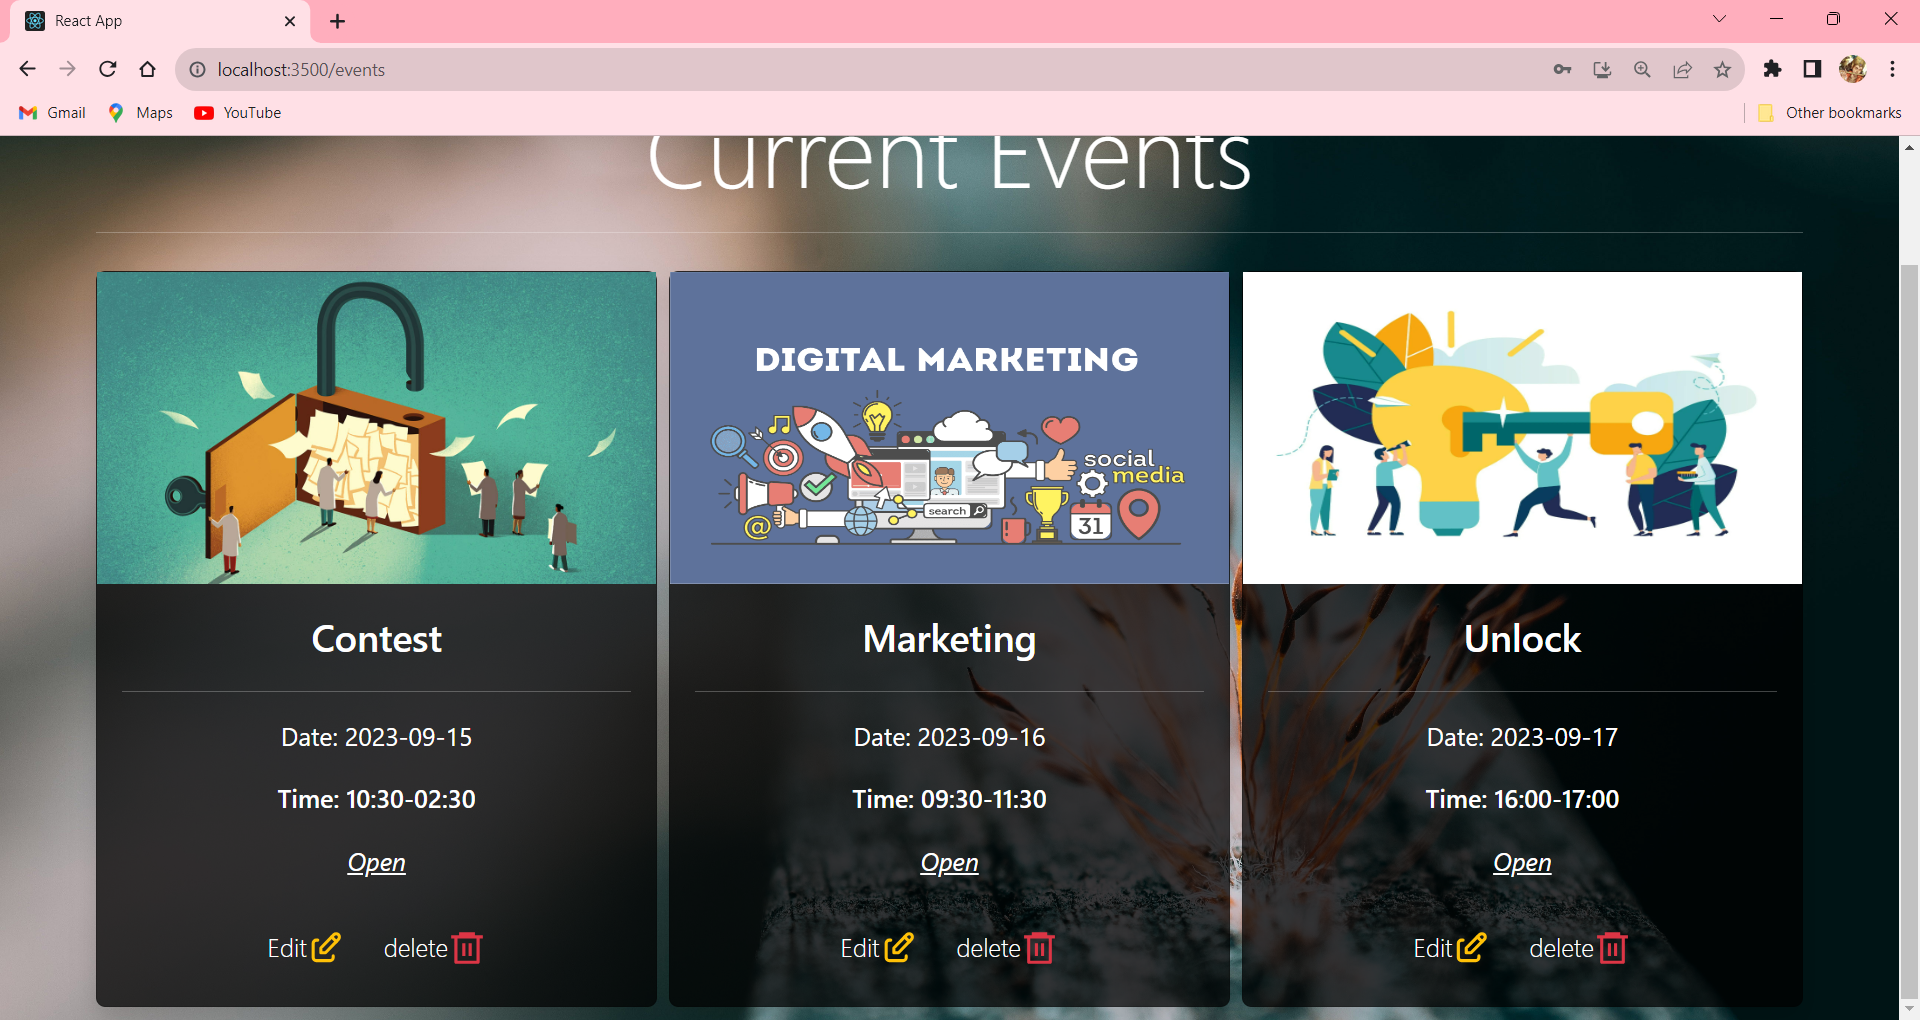 React App
localhost:3500/events
Gmail Maps YouTube Other bookmarks
Current Events
DIGITAL MARKETING
social
media
search
@
31
Contest Marketing Unlock
Date: 2023-09-15 Date: 2023-09-16 Date: 2023-09-17
Time: 10:30-02:30 Time: 09:30-11:30 Time: 16:00-17:00
Open Open Open
Edit delete Edit delete Edit delete